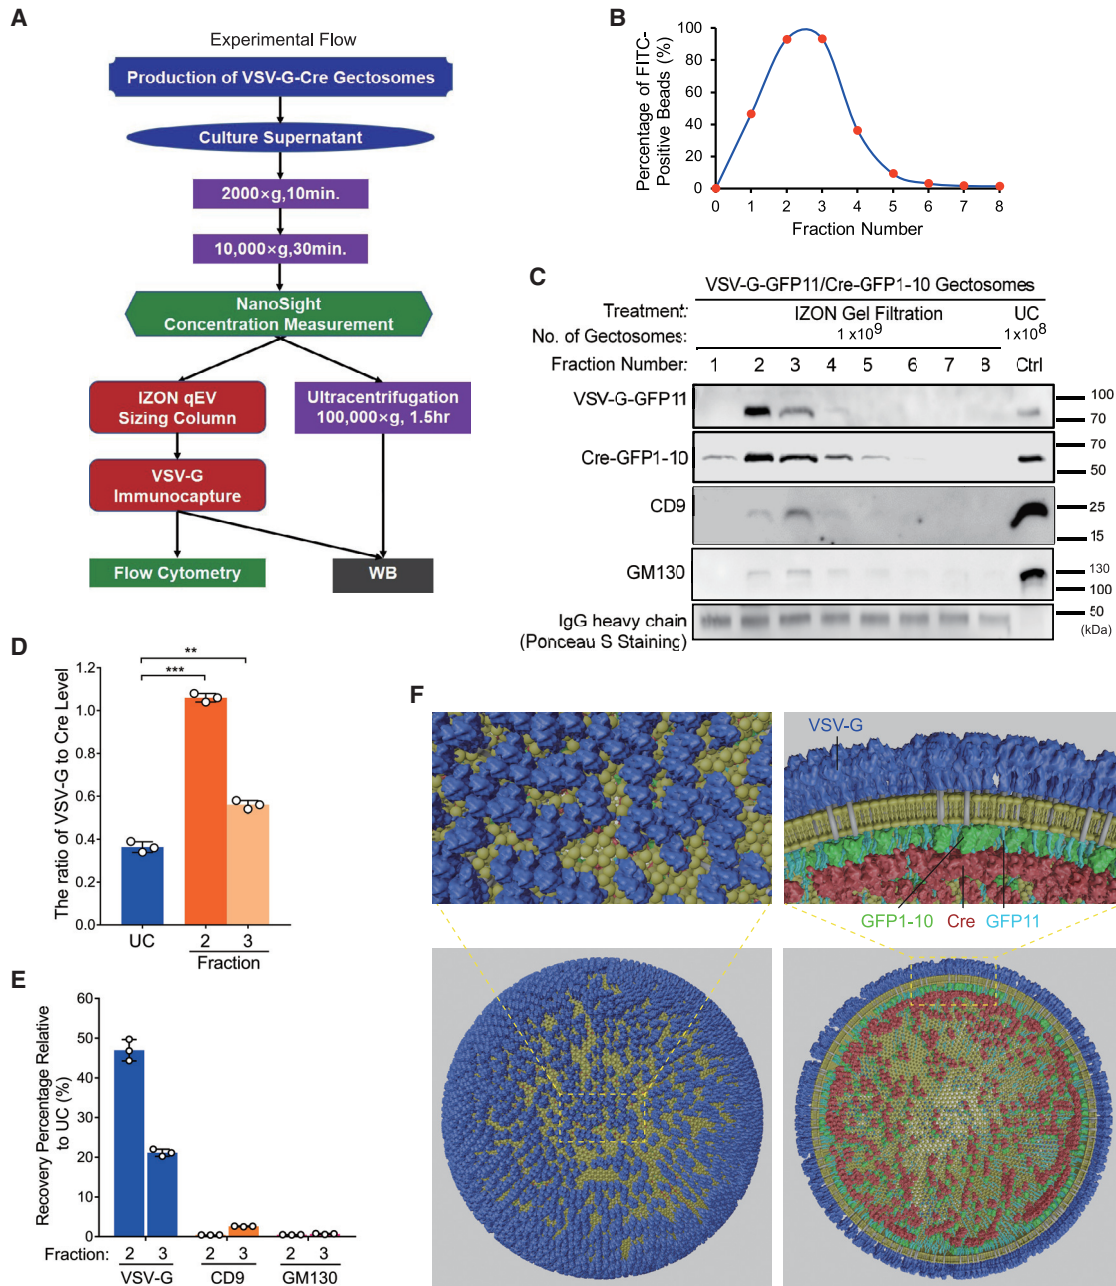 A
Experimental Flow
Production of VSV-G-Cre Gectosomes
Culture Supernatant
2000×g,10min.
10,000×g,30min.
NanoSight
Concentration Measurement
IZON qEV
Sizing Column
Ultracentrifugation
100,000×g, 1.5hr
VSV-G
Immunocapture
Flow Cytometry
WB
B
Percentage of FITC-
Positive Beads (%)
100
80
60
40
20
0
0 1 2 3 4 5 6 7 8
Fraction Number
C
VSV-G-GFP11/Cre-GFP1-10 Gectosomes
Treatment: IZON Gel Filtration UC
No. of Gectosomes: 1 x10^9 1x10^8
Fraction Number: 1 2 3 4 5 6 7 8 Ctrl
VSV-G-GFP11
100
70
Cre-GFP1-10
70
50
CD9
25
15
GM130
130
100
IgG heavy chain
(Ponceau S Staining)
50
(kDa)
D
The ratio of VSV-G to Cre Level
1.2
1.0
0.8
0.6
0.4
0.2
0.0
**
***
UC 2 3
Fraction
E
Recovery Percentage Relative
to UC (%)
60
50
40
30
20
10
0
Fraction: 2 3 2 3 2 3
VSV-G CD9 GM130
F
VSV-G
GFP1-10 Cre GFP11